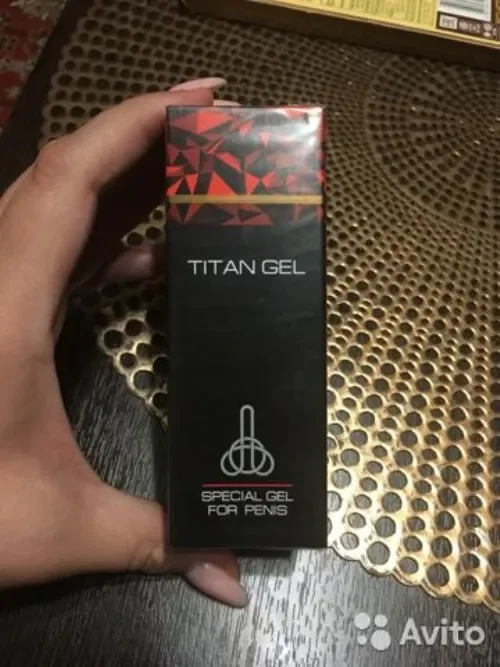 TITAN GEL
SPECIAL GEL
FOR PENIS
Avito